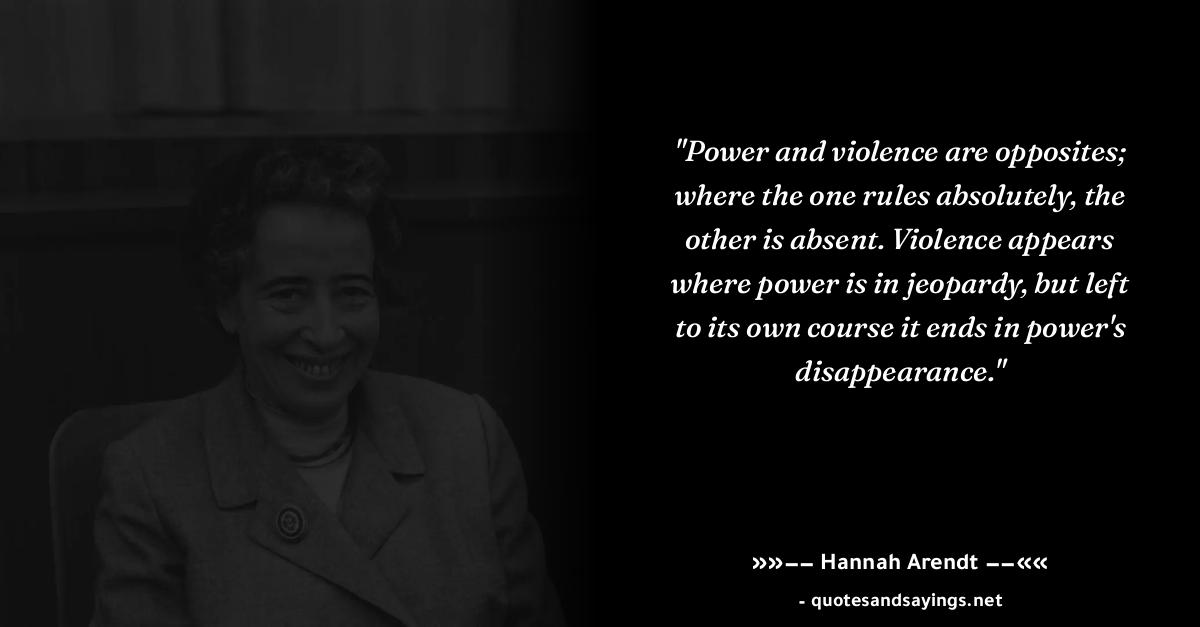 "Power and violence are opposites;
where the one rules absolutely, the
other is absent. Violence appears
where power is in jeopardy, but left
to its own course it ends in power's
disappearance."
»»−− Hannah Arendt −−««
- quotesandsayings.net